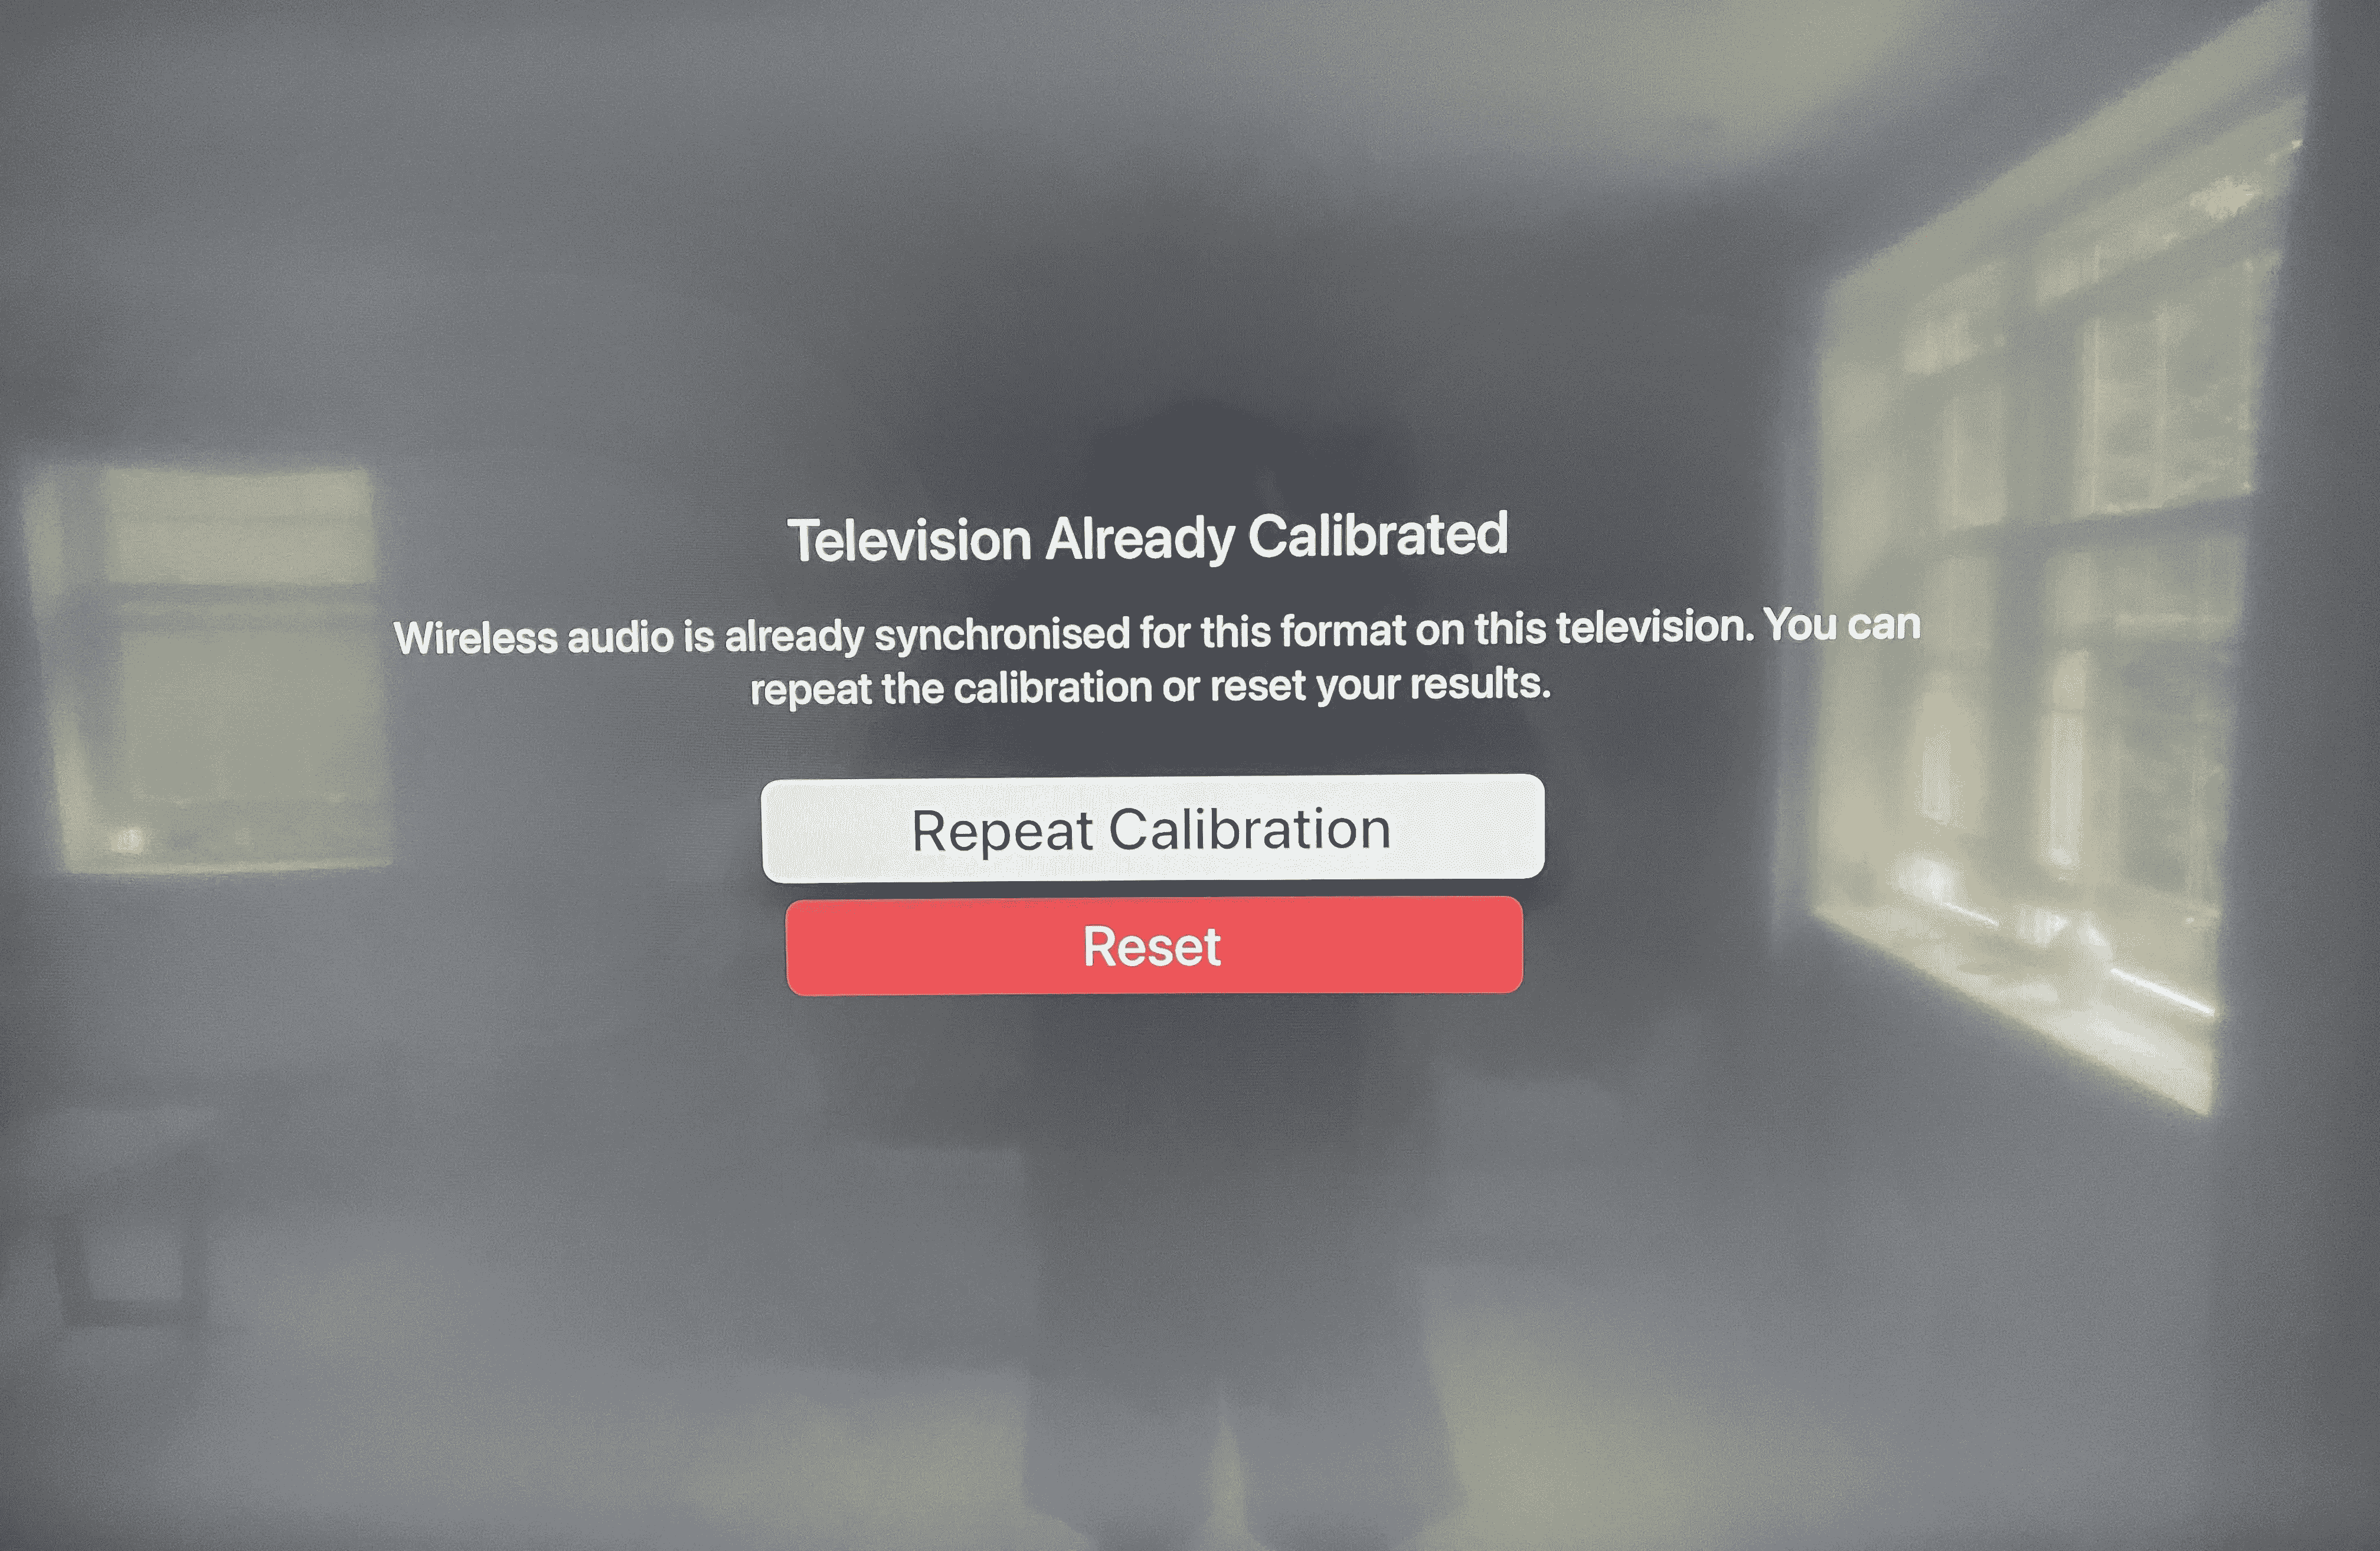 Television Already Calibrated
Wireless audio is already synchronised for this format on this television. You can
repeat the calibration or reset your results.
Repeat Calibration
Reset